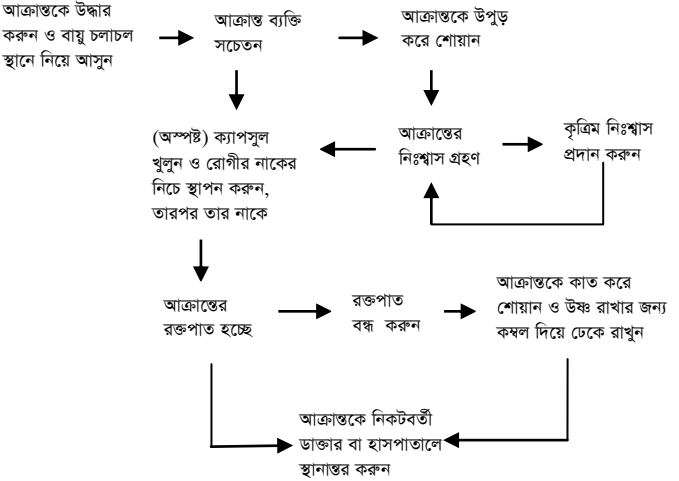 আক্রান্তকে উদ্ধার
করুন ও বায়ু চলাচল
স্থানে নিয়ে আসুন
আক্রান্ত ব্যক্তি
সচেতন
আক্রান্তকে উপুড়
করে শোয়ান
(অস্পষ্ট) ক্যাপসুল
খুলুন ও রোগীর নাকের
নিচে স্থাপন করুন,
তারপর তার নাকে
আক্রান্তের
নিঃশ্বাস গ্রহণ
কৃত্রিম নিঃশ্বাস
প্রদান করুন
আক্রান্তের
রক্তপাত হচ্ছে
রক্তপাত
বন্ধ করুন
আক্রান্তকে কাত করে
শোয়ান ও উষ্ণ রাখার জন্য
কম্বল দিয়ে ঢেকে রাখুন
আক্রান্তকে নিকটবর্তী
ডাক্তার বা হাসপাতালে
স্থানান্তর করুন